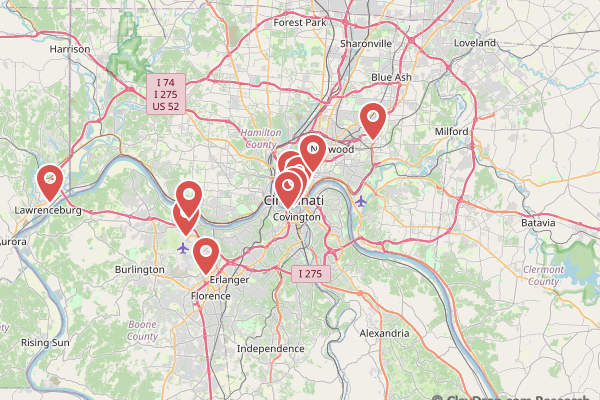 Forest Park
Sharonville
Loveland
Harrison
Blue Ash
I 74
I 275
US 52
Hamilton
County
Milford
wood
Lawrenceburg
Cincinnati
Covington
Aurora
Batavia
Burlington
Erlanger
I 275
Clermont
County
Florence
Boone
County
Alexandria
Rising Sun
Independence